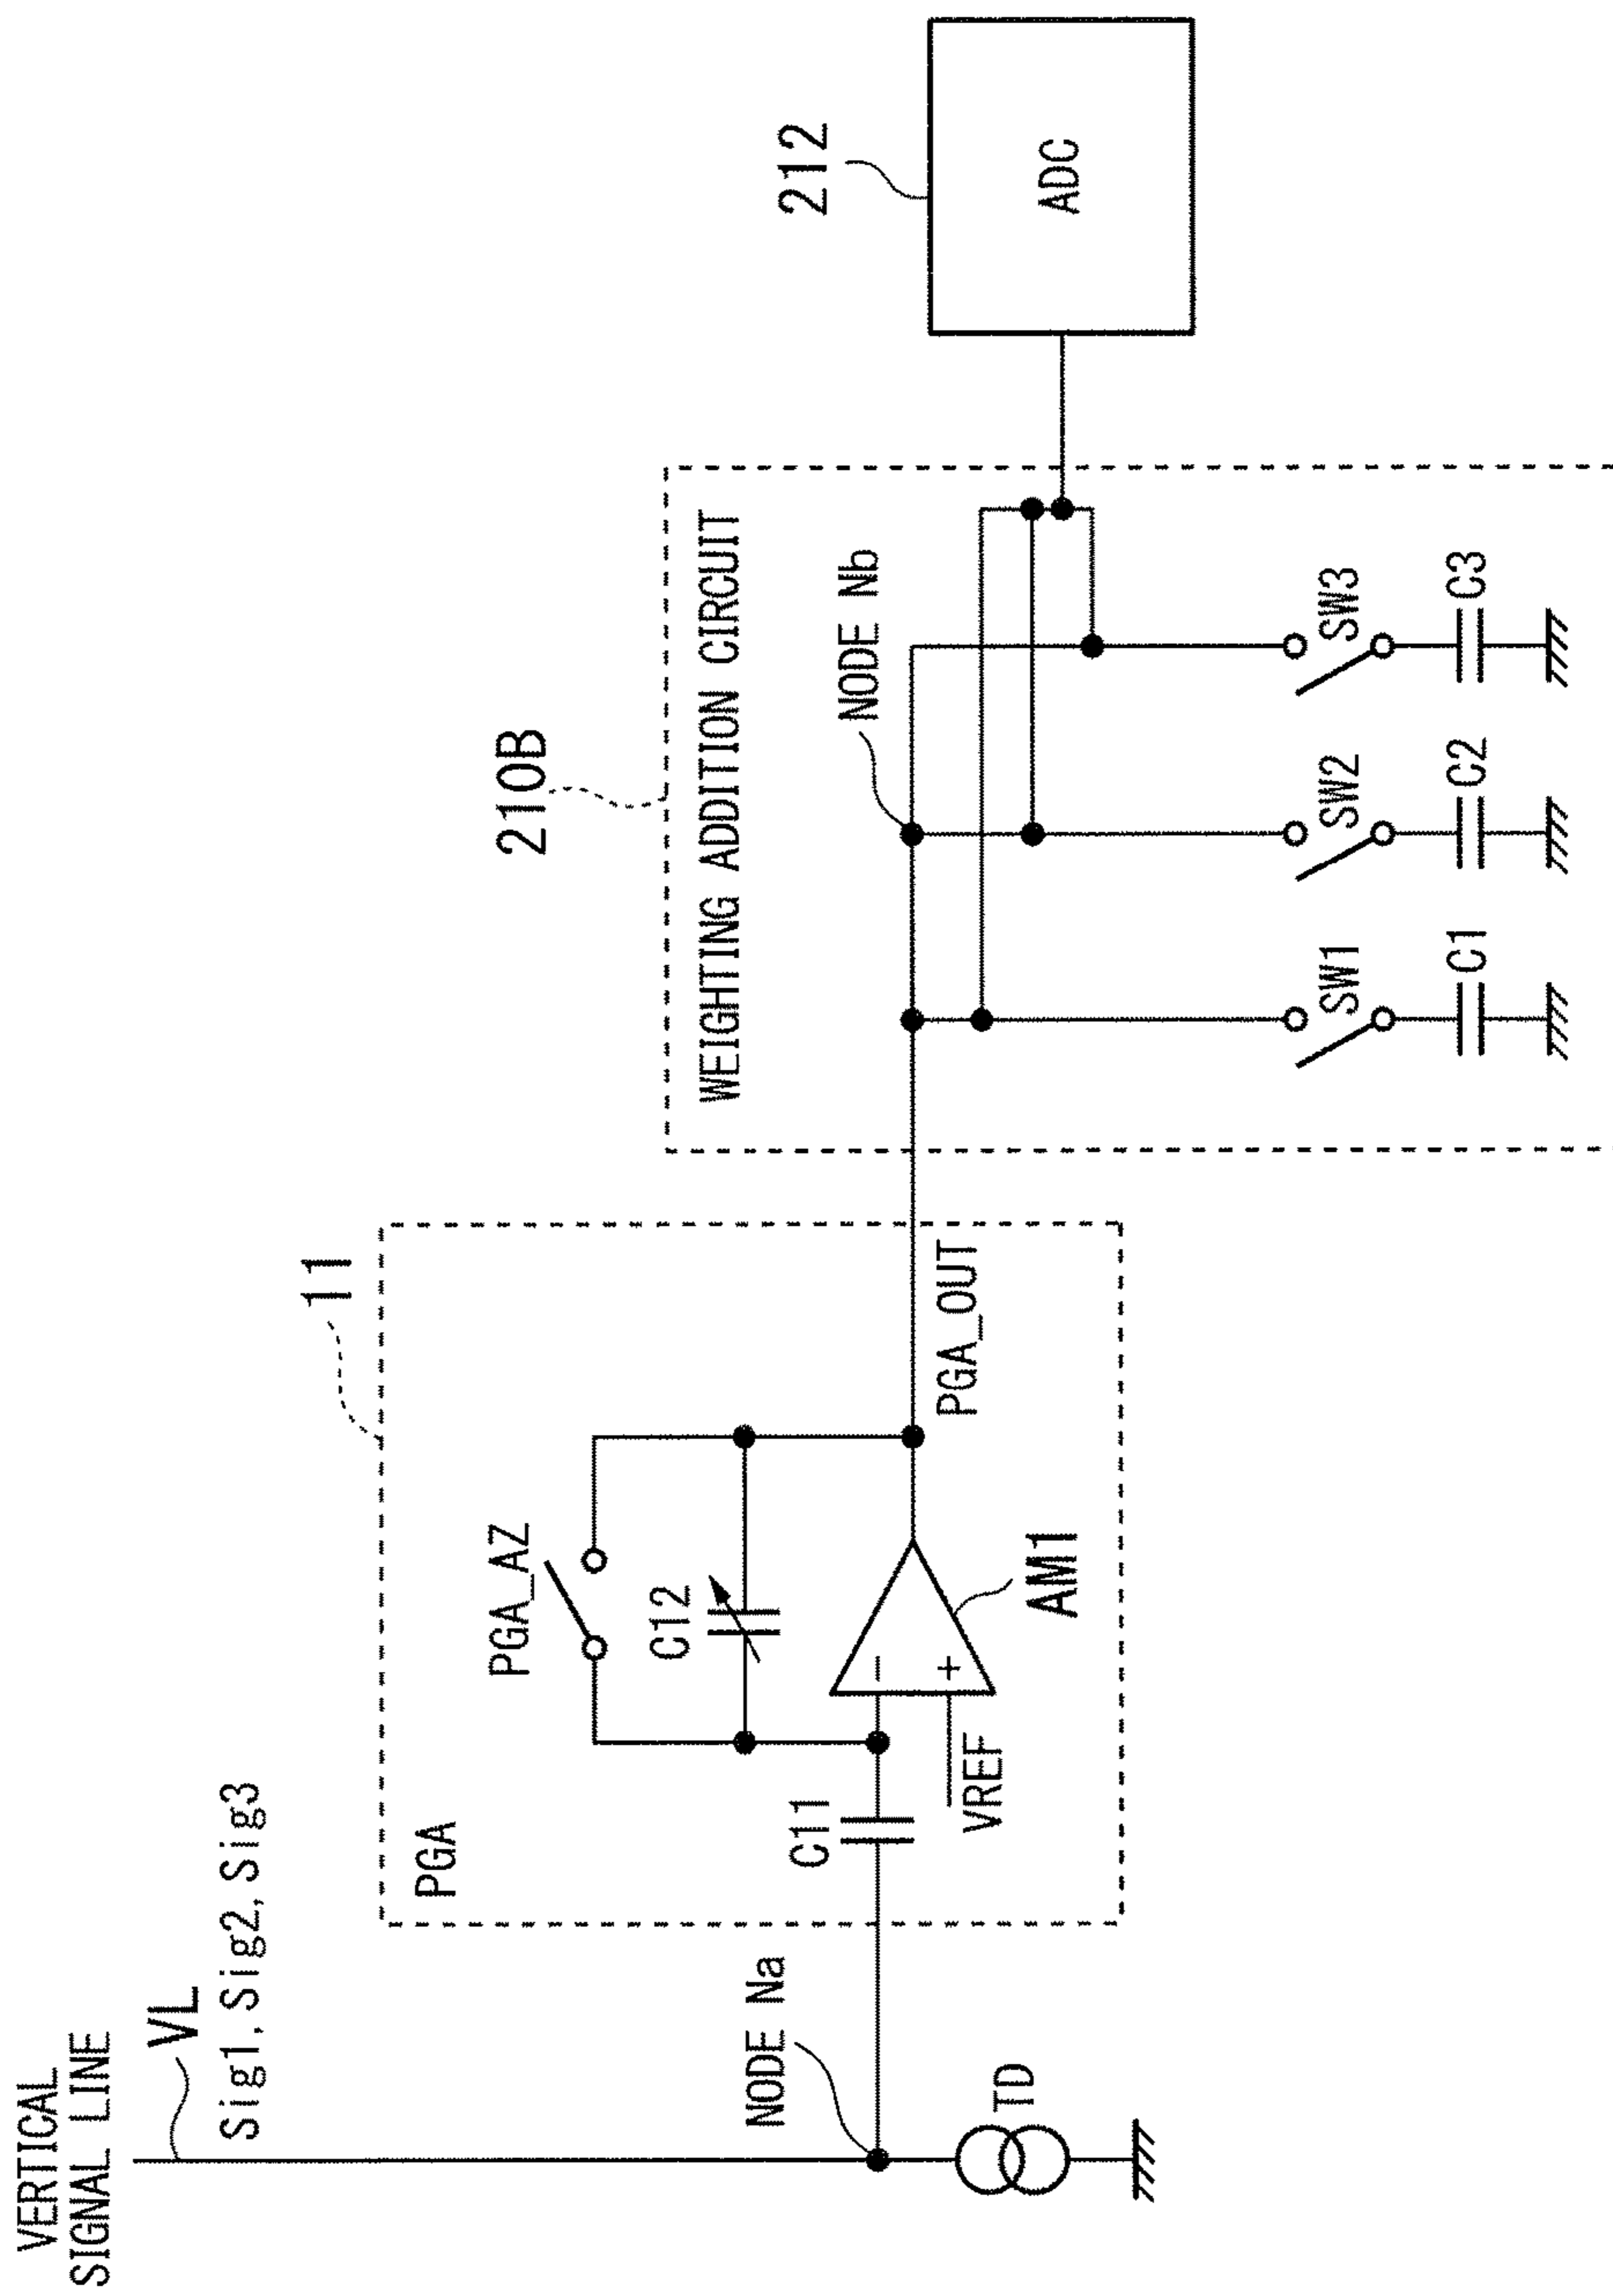 VERTICAL
SIGNAL LINE
VL
Sig1, Sig2, Sig3
NODE Na
TD
11
PGA
PGA_AZ
C12
C11
VREF
AM1
PGA_OUT
210B
WEIGHTING ADDITION CIRCUIT
NODE Nb
SW1
SW2
SW3
C1
C2
C3
212
ADC